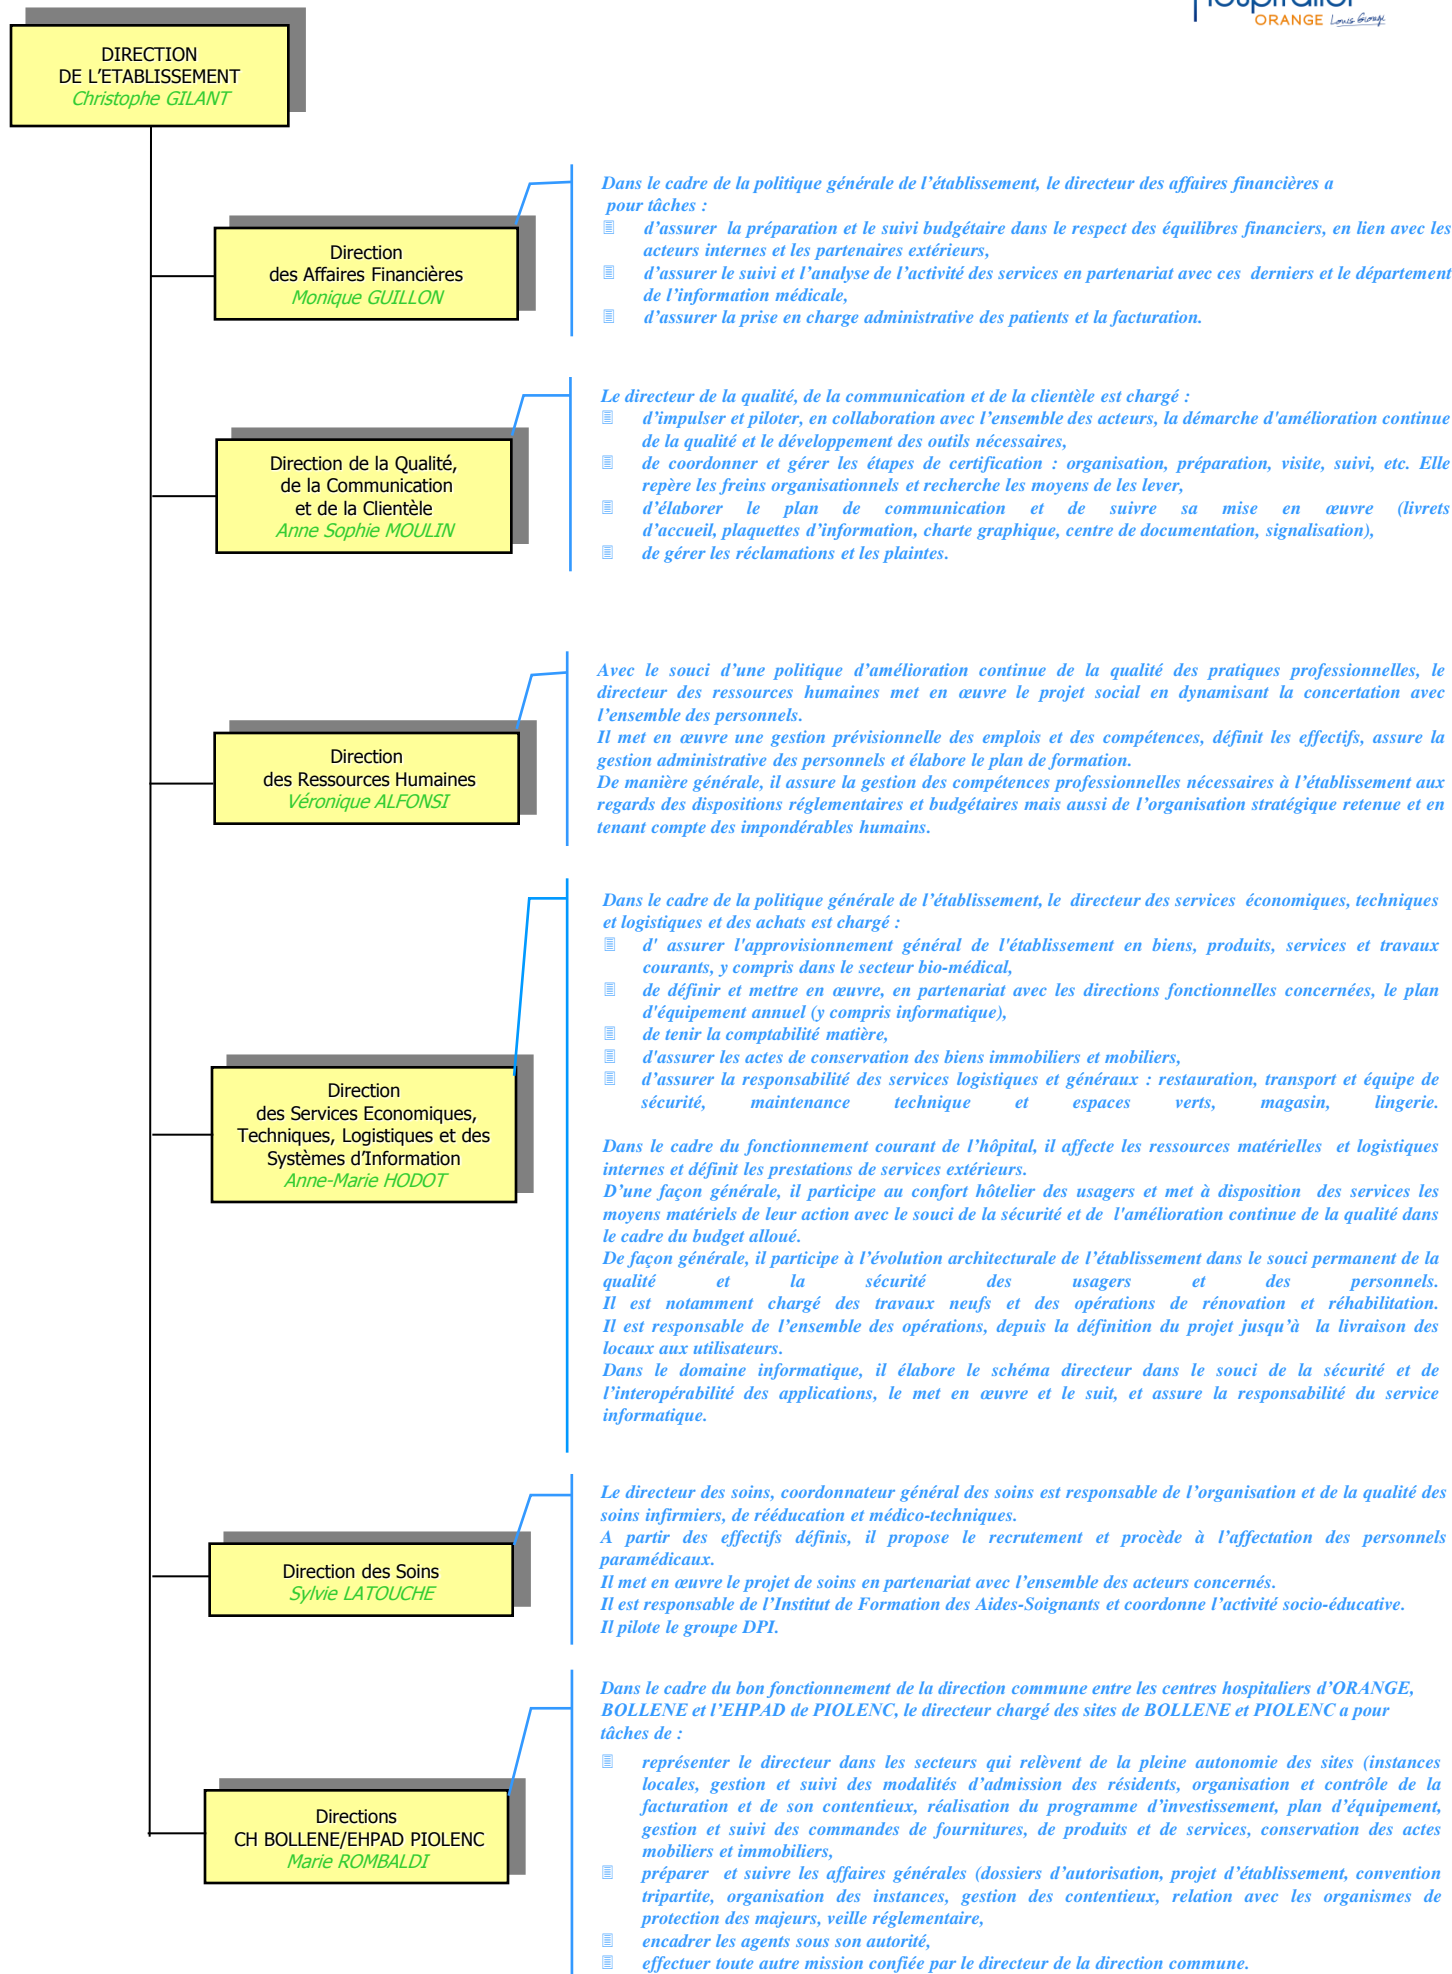 ORANGE Louis Giorgi
DIRECTION
DE L'ETABLISSEMENT
Christophe GILANT
Direction
des Affaires Financières
Monique GUILLON
Dans le cadre de la politique générale de l'établissement, le directeur des affaires financières a
pour tâches :
d'assurer la préparation et le suivi budgétaire dans le respect des équilibres financiers, en lien avec les
acteurs internes et les partenaires extérieurs,
d'assurer le suivi et l'analyse de l'activité des services en partenariat avec ces derniers et le département
de l'information médicale,
d'assurer la prise en charge administrative des patients et la facturation.
Direction de la Qualité,
de la Communication
et de la Clientèle
Anne Sophie MOULIN
Le directeur de la qualité, de la communication et de la clientèle est chargé :
d'impulser et piloter, en collaboration avec l'ensemble des acteurs, la démarche d'amélioration continue
de la qualité et le développement des outils nécessaires,
de coordonner et gérer les étapes de certification : organisation, préparation, visite, suivi, etc. Elle
repère les freins organisationnels et recherche les moyens de les lever,
d'élaborer le plan de communication et de suivre sa mise en œuvre (livrets
d'accueil, plaquettes d'information, charte graphique, centre de documentation, signalisation),
de gérer les réclamations et les plaintes.
Direction
des Ressources Humaines
Véronique ALFONSI
Avec le souci d'une politique d'amélioration continue de la qualité des pratiques professionnelles, le
directeur des ressources humaines met en œuvre le projet social en dynamisant la concertation avec
l'ensemble des personnels.
Il met en œuvre une gestion prévisionnelle des emplois et des compétences, définit les effectifs, assure la
gestion administrative des personnels et élabore le plan de formation.
De manière générale, il assure la gestion des compétences professionnelles nécessaires à l'établissement aux
regards des dispositions réglementaires et budgétaires mais aussi de l'organisation stratégique retenue et en
tenant compte des impondérables humains.
Direction
des Services Economiques,
Techniques, Logistiques et des
Systèmes d'Information
Anne-Marie HODOT
Dans le cadre de la politique générale de l'établissement, le directeur des services économiques, techniques
et logistiques et des achats est chargé :
d' assurer l'approvisionnement général de l'établissement en biens, produits, services et travaux
courants, y compris dans le secteur bio-médical,
de définir et mettre en œuvre, en partenariat avec les directions fonctionnelles concernées, le plan
d'équipement annuel (y compris informatique),
de tenir la comptabilité matière,
d'assurer les actes de conservation des biens immobiliers et mobiliers,
d'assurer la responsabilité des services logistiques et généraux : restauration, transport et équipe de
sécurité, maintenance technique et espaces verts, magasin, lingerie.
Dans le cadre du fonctionnement courant de l'hôpital, il affecte les ressources matérielles et logistiques
internes et définit les prestations de services extérieurs.
D'une façon générale, il participe au confort hôtelier des usagers et met à disposition des services les
moyens matériels de leur action avec le souci de la sécurité et de l'amélioration continue de la qualité dans
le cadre du budget alloué.
De façon générale, il participe à l'évolution architecturale de l'établissement dans le souci permanent de la
qualité et la sécurité des usagers et des personnels.
Il est notamment chargé des travaux neufs et des opérations de rénovation et réhabilitation.
Il est responsable de l'ensemble des opérations, depuis la définition du projet jusqu'à la livraison des
locaux aux utilisateurs.
Dans le domaine informatique, il élabore le schéma directeur dans le souci de la sécurité et de
l'interopérabilité des applications, le met en œuvre et le suit, et assure la responsabilité du service
informatique.
Direction des Soins
Sylvie LATOUCHE
Le directeur des soins, coordonnateur général des soins est responsable de l'organisation et de la qualité des
soins infirmiers, de rééducation et médico-techniques.
A partir des effectifs définis, il propose le recrutement et procède à l'affectation des personnels
paramédicaux.
Il met en œuvre le projet de soins en partenariat avec l'ensemble des acteurs concernés.
Il est responsable de l'Institut de Formation des Aides-Soignants et coordonne l'activité socio-éducative.
Il pilote le groupe DPI.
Directions
CH BOLLENE/EHPAD PIOLENC
Marie ROMBALDI
Dans le cadre du bon fonctionnement de la direction commune entre les centres hospitaliers d'ORANGE,
BOLLENE et l'EHPAD de PIOLENC, le directeur chargé des sites de BOLLENE et PIOLENC a pour
tâches de :
représenter le directeur dans les secteurs qui relèvent de la pleine autonomie des sites (instances
locales, gestion et suivi des modalités d'admission des résidents, organisation et contrôle de la
facturation et de son contentieux, réalisation du programme d'investissement, plan d'équipement,
gestion et suivi des commandes de fournitures, de produits et de services, conservation des actes
mobiliers et immobiliers,
préparer et suivre les affaires générales (dossiers d'autorisation, projet d'établissement, convention
tripartite, organisation des instances, gestion des contentieux, relation avec les organismes de
protection des majeurs, veille réglementaire,
encadrer les agents sous son autorité,
effectuer toute autre mission confiée par le directeur de la direction commune.